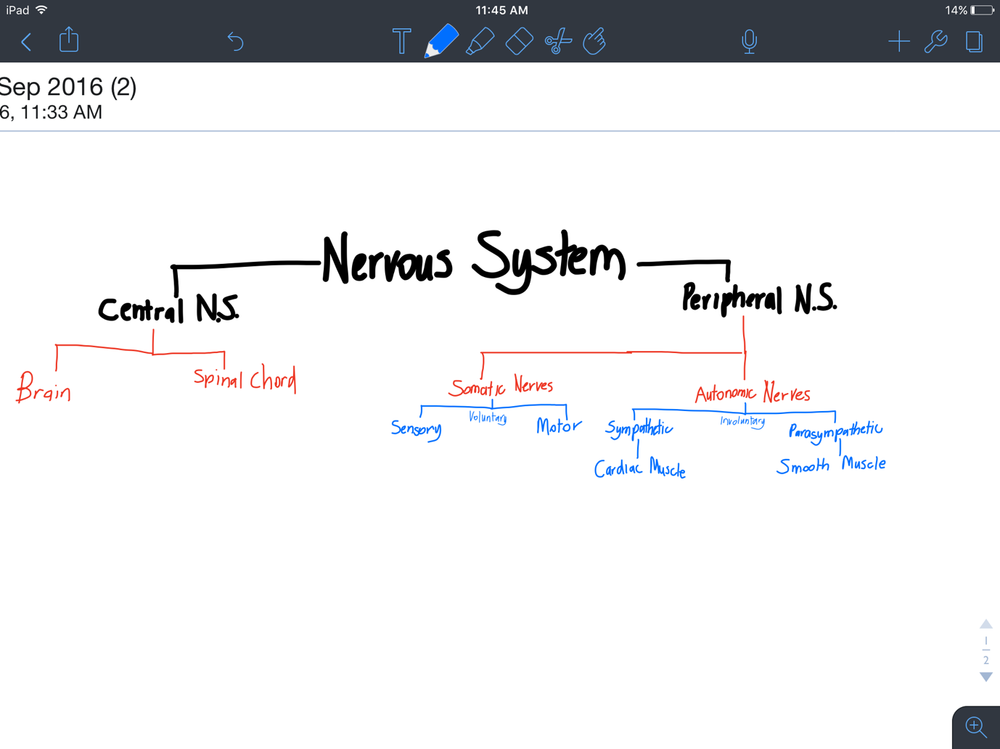 iPad
11:45 AM
14%
T
Sep 2016 (2)
6, 11:33 AM
Nervous System
Central N.S.
Peripheral N.S.
Brain
Spinal Chord
Somatic Nerves
Autonomic Nerves
Voluntary
Involuntary
Sensory
Motor
Sympathetic
Parasympathetic
Cardiac Muscle
Smooth Muscle
1
2